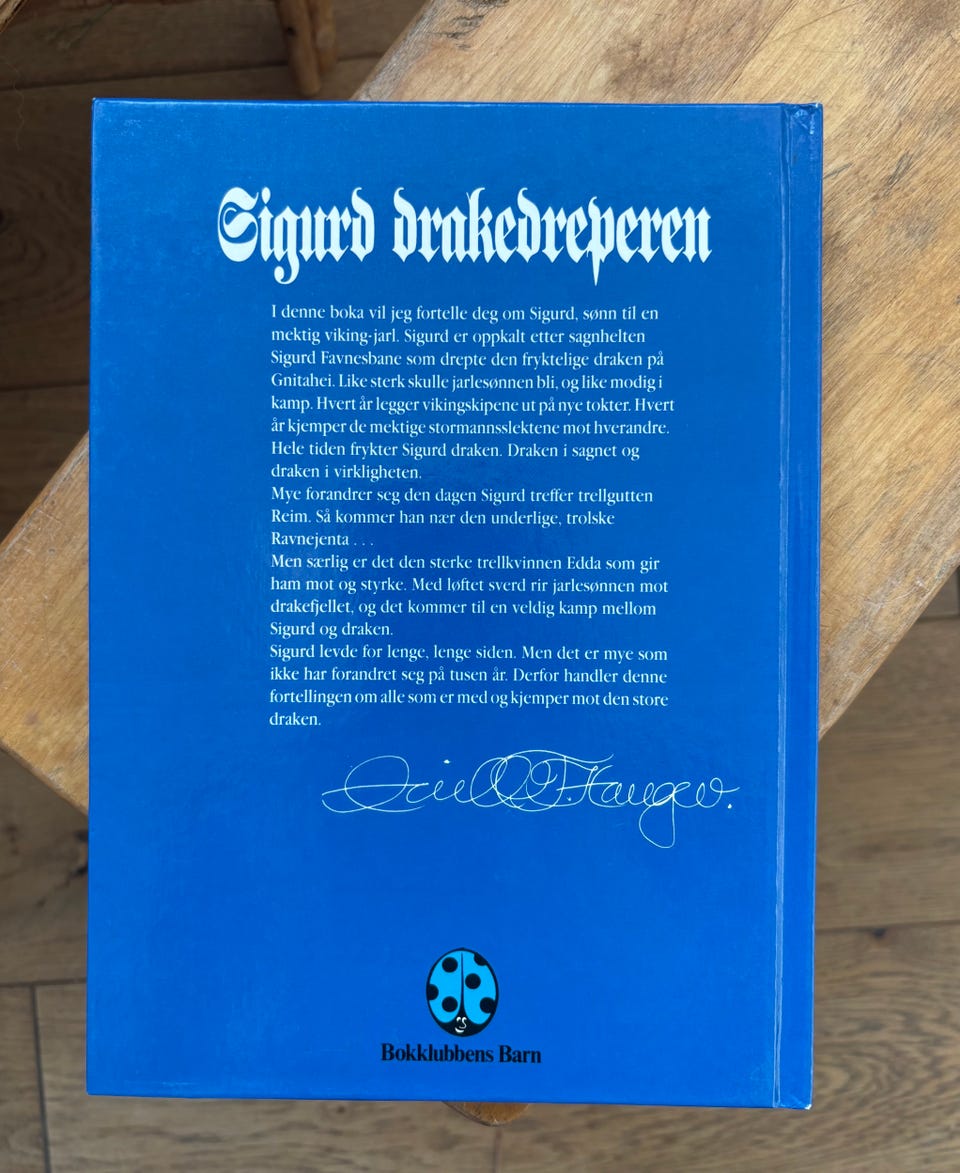 Sigurd drakedreperen
I denne boka vil jeg fortelle deg om Sigurd, sønn til en
mektig viking-jarl. Sigurd er oppkalt etter sagnhelten
Sigurd Favnesbane som drepte den fryktelige draken på
Gnitahei. Like sterk skulle jarlesønnen bli, og like modig i
kamp. Hvert år legger vikingskipene ut på nye tokter. Hvert
år kjemper de mektige stormannsslektene mot hverandre.
Hele tiden frykter Sigurd draken. Draken i sagnet og
draken i virkligheten.
Mye forandrer seg den dagen Sigurd treffer trellgutten
Reim. Så kommer han nær den underlige, trolske
Ravnejenta . . .
Men særlig er det den sterke trellkvinnen Edda som gir
ham mot og styrke. Med løftet sverd rir jarlesønnen mot
drakefjellet, og det kommer til en veldig kamp mellom
Sigurd og draken.
Sigurd levde for lenge, lenge siden. Men det er mye som
ikke har forandret seg på tusen år. Derfor handler denne
fortellingen om alle som er med og kjemper mot den store
draken.
Bokklubbens Barn